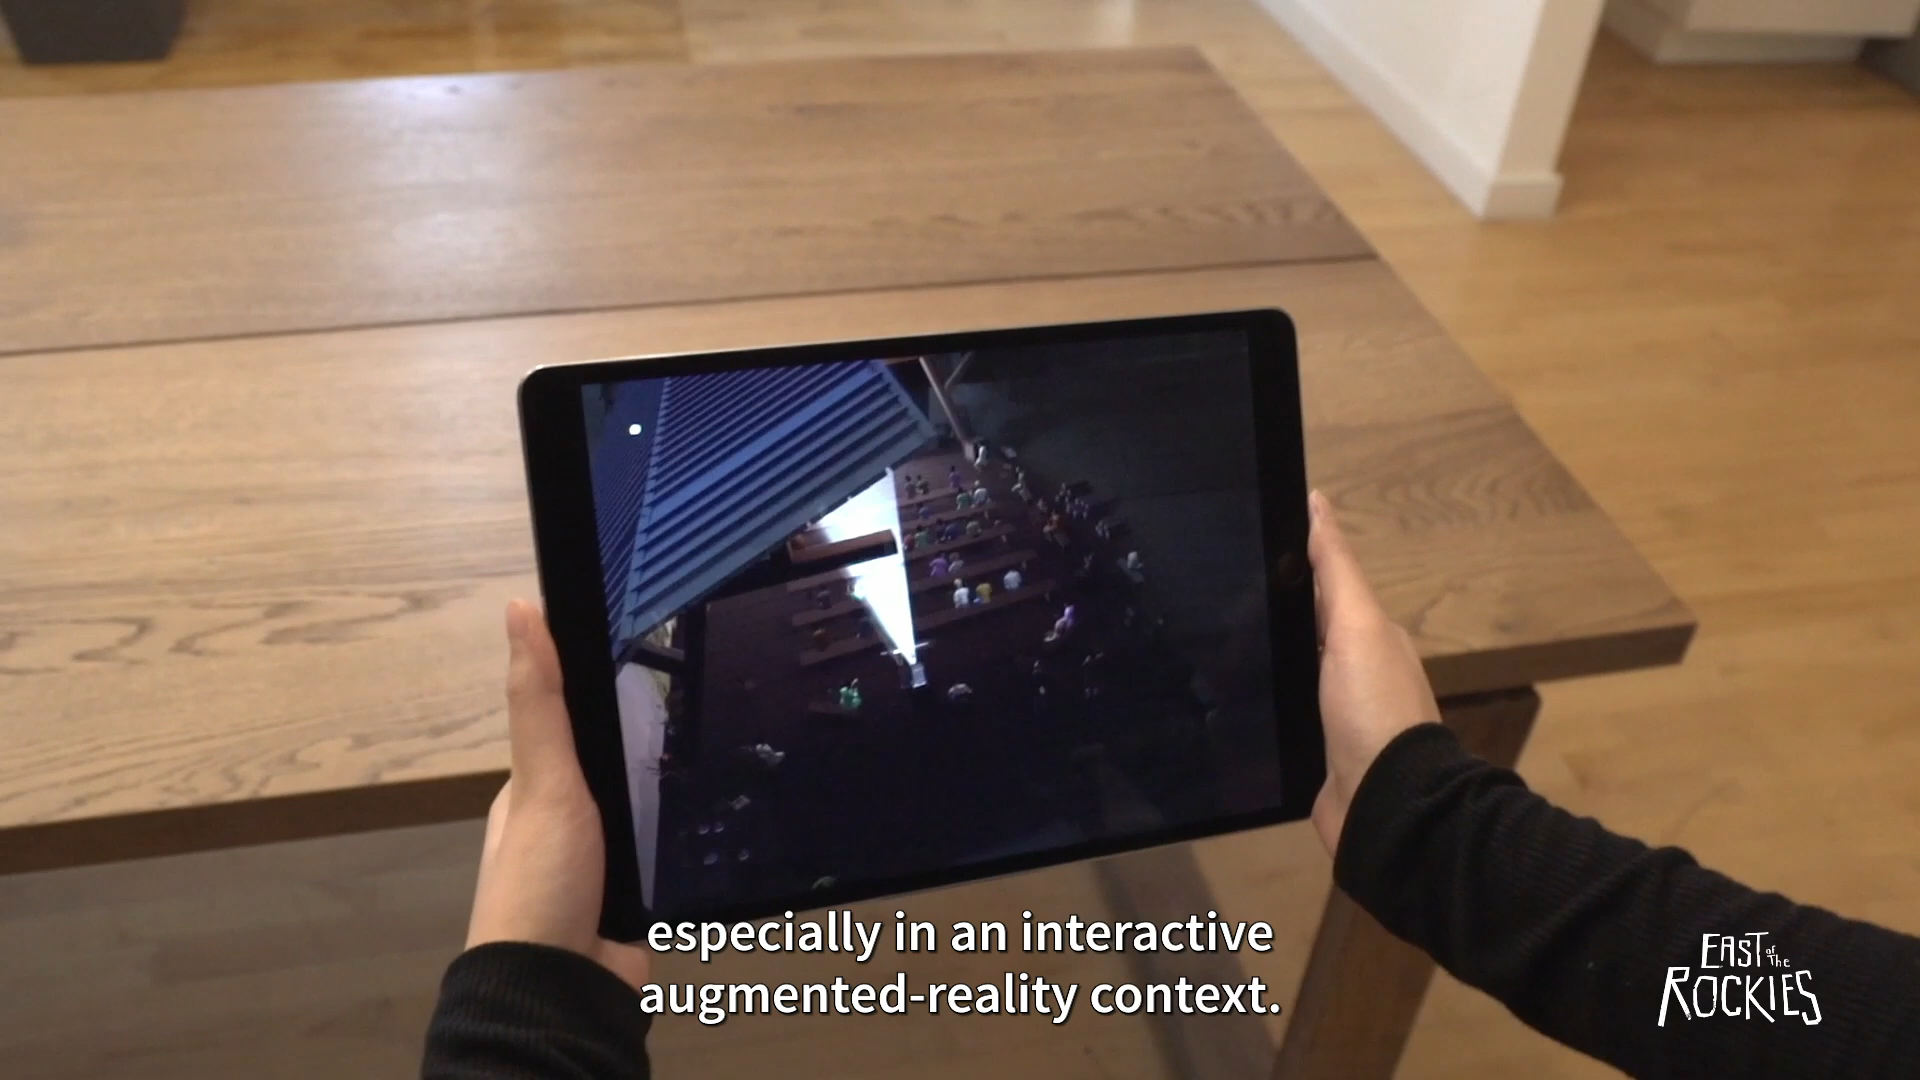 especially in an interactive
augmented-reality context.
EAST of The
ROCKIES